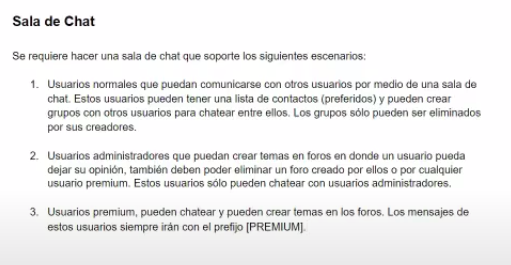 Sala de Chat
Se requiere hacer una sala de chat que soporte los siguientes escenarios:
1. Usuarios normales que puedan comunicarse con otros usuarios por medio de una sala de
chat. Estos usuarios pueden tener una lista de contactos (preferidos) y pueden crear
grupos con otros usuarios para chatear entre ellos. Los grupos sólo pueden ser eliminados
por sus creadores.
2. Usuarios administradores que puedan crear temas en foros en donde un usuario pueda
dejar su opinión, también deben poder eliminar un foro creado por ellos o por cualquier
usuario premium. Estos usuarios sólo pueden chatear con usuarios administradores.
3. Usuarios premium, pueden chatear y pueden crear temas en los foros. Los mensajes de
estos usuarios siempre irán con el prefijo [PREMIUM].